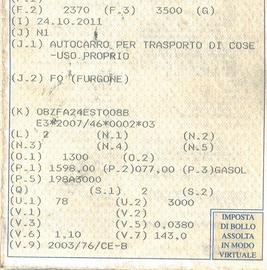 (F.2) 2370 (F.3) 3500 (G)
(I) 24.10.2011
(J) N1
(J.1) AUTOCARRO PER TRASPORTO DI COSE
-USO PROPRIO
(J.2) FO (FURGONE)
(K) OBZFA24EST008B
E3*2007/46*0002*03
(L) 2 (N.1) (N.2)
(N.3) (N.4) (N.5)
(O.1) 1300 (O.2)
(P.1) 1598,00 (P.2)077,00 (P.3)GASOL
(P.5) 198A3000
(Q) (S.1) 2 (S.2)
(U.1) 78 (U.2) 3000
(V.1) (V.2)
(V.3) (V.5) 0,0380
(V.6) 1,10 (V.7) 143,0
(V.9) 2003/76/CE-B
IMPOSTA
DI BOLLO
ASSOLTA
IN MODO
VIRTUALE